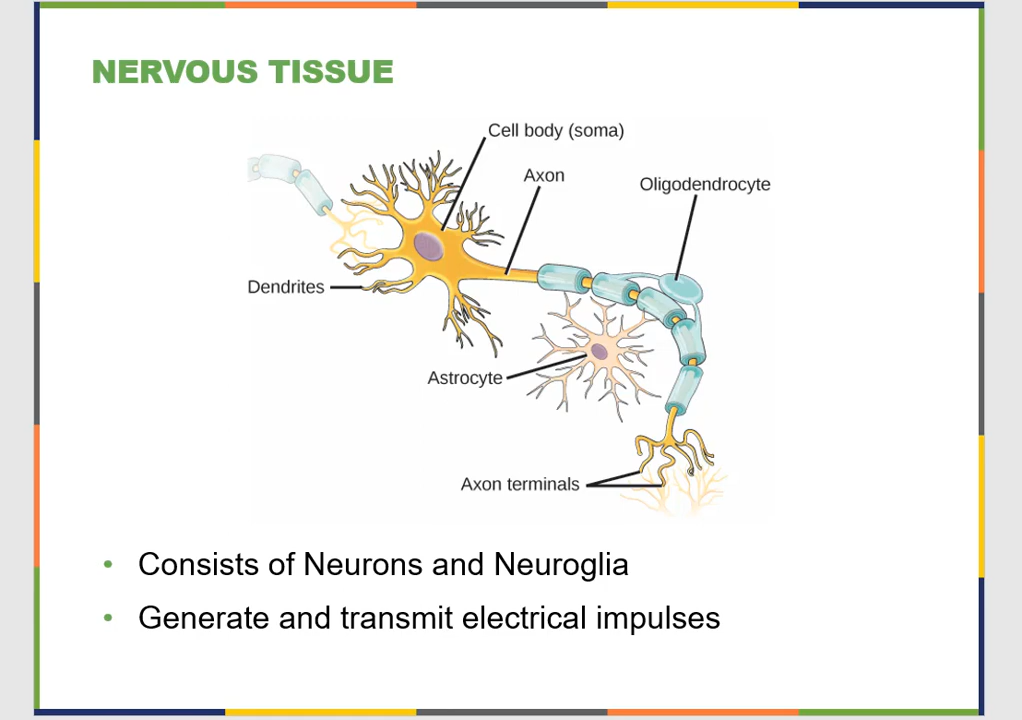 NERVOUS TISSUE
Cell body (soma)
Axon
Oligodendrocyte
Dendrites
Astrocyte
Axon terminals
• Consists of Neurons and Neuroglia
• Generate and transmit electrical impulses